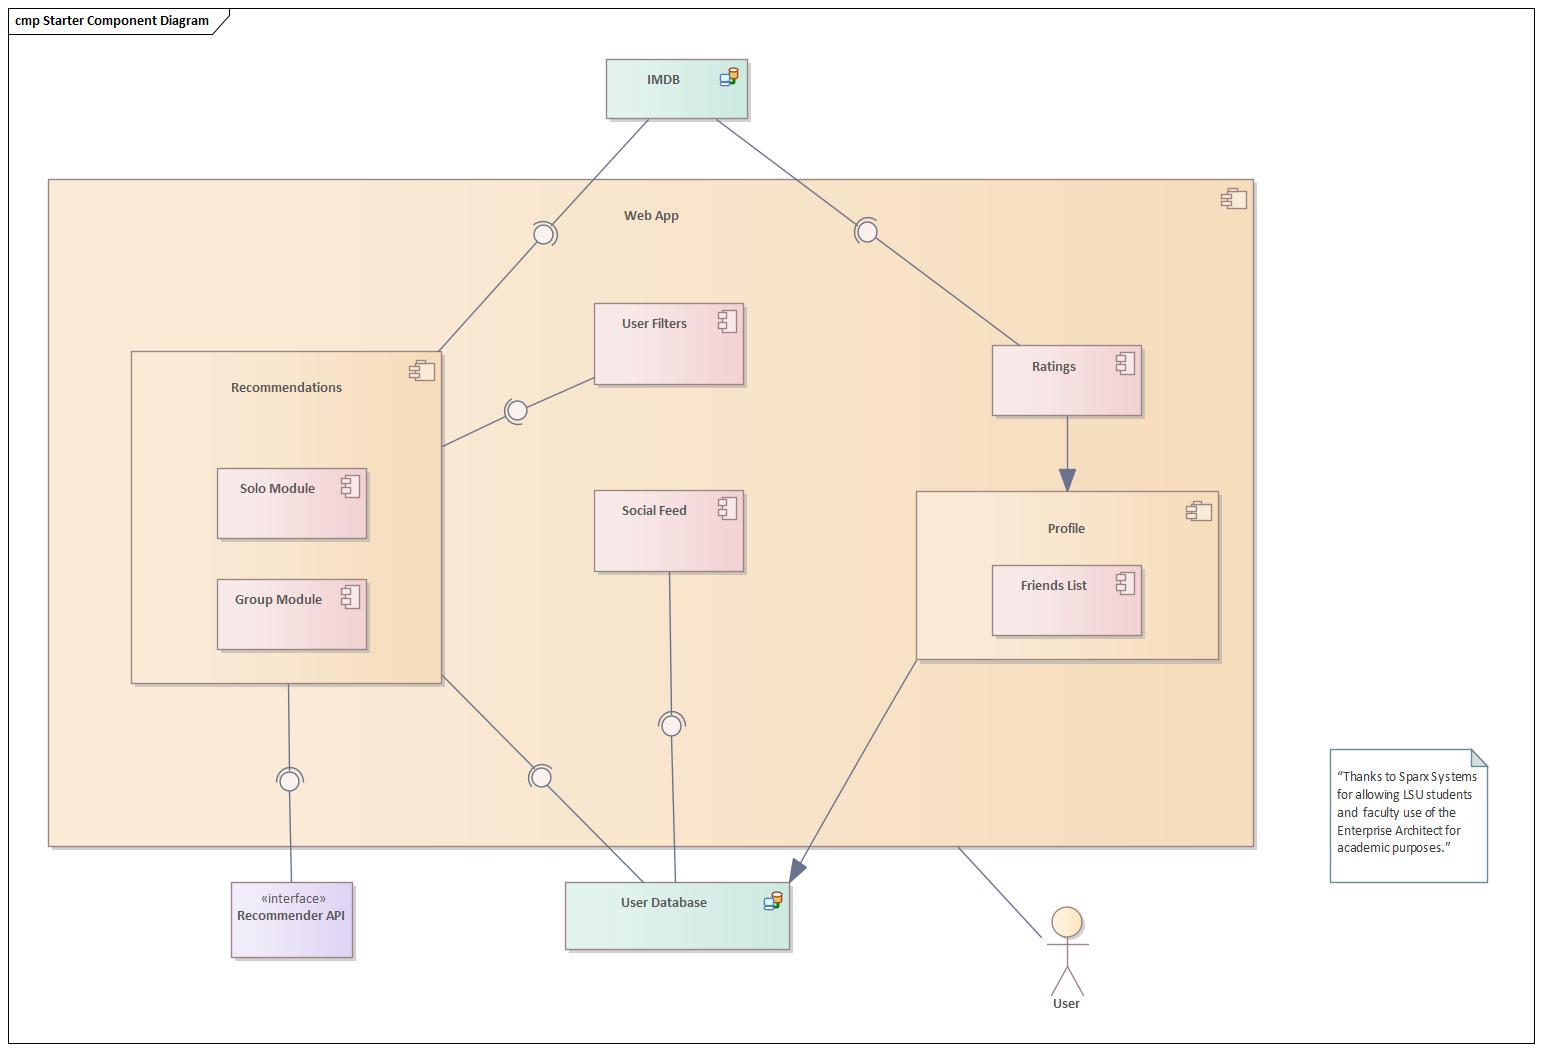 cmp Starter Component Diagram
IMDB
Web App
User Filters
Ratings
Recommendations
Solo Module
Social Feed
Profile
Friends List
Group Module
“Thanks to Sparx Systems
for allowing LSU students
and faculty use of the
Enterprise Architect for
academic purposes.”
«interface»
Recommender API
User Database
User